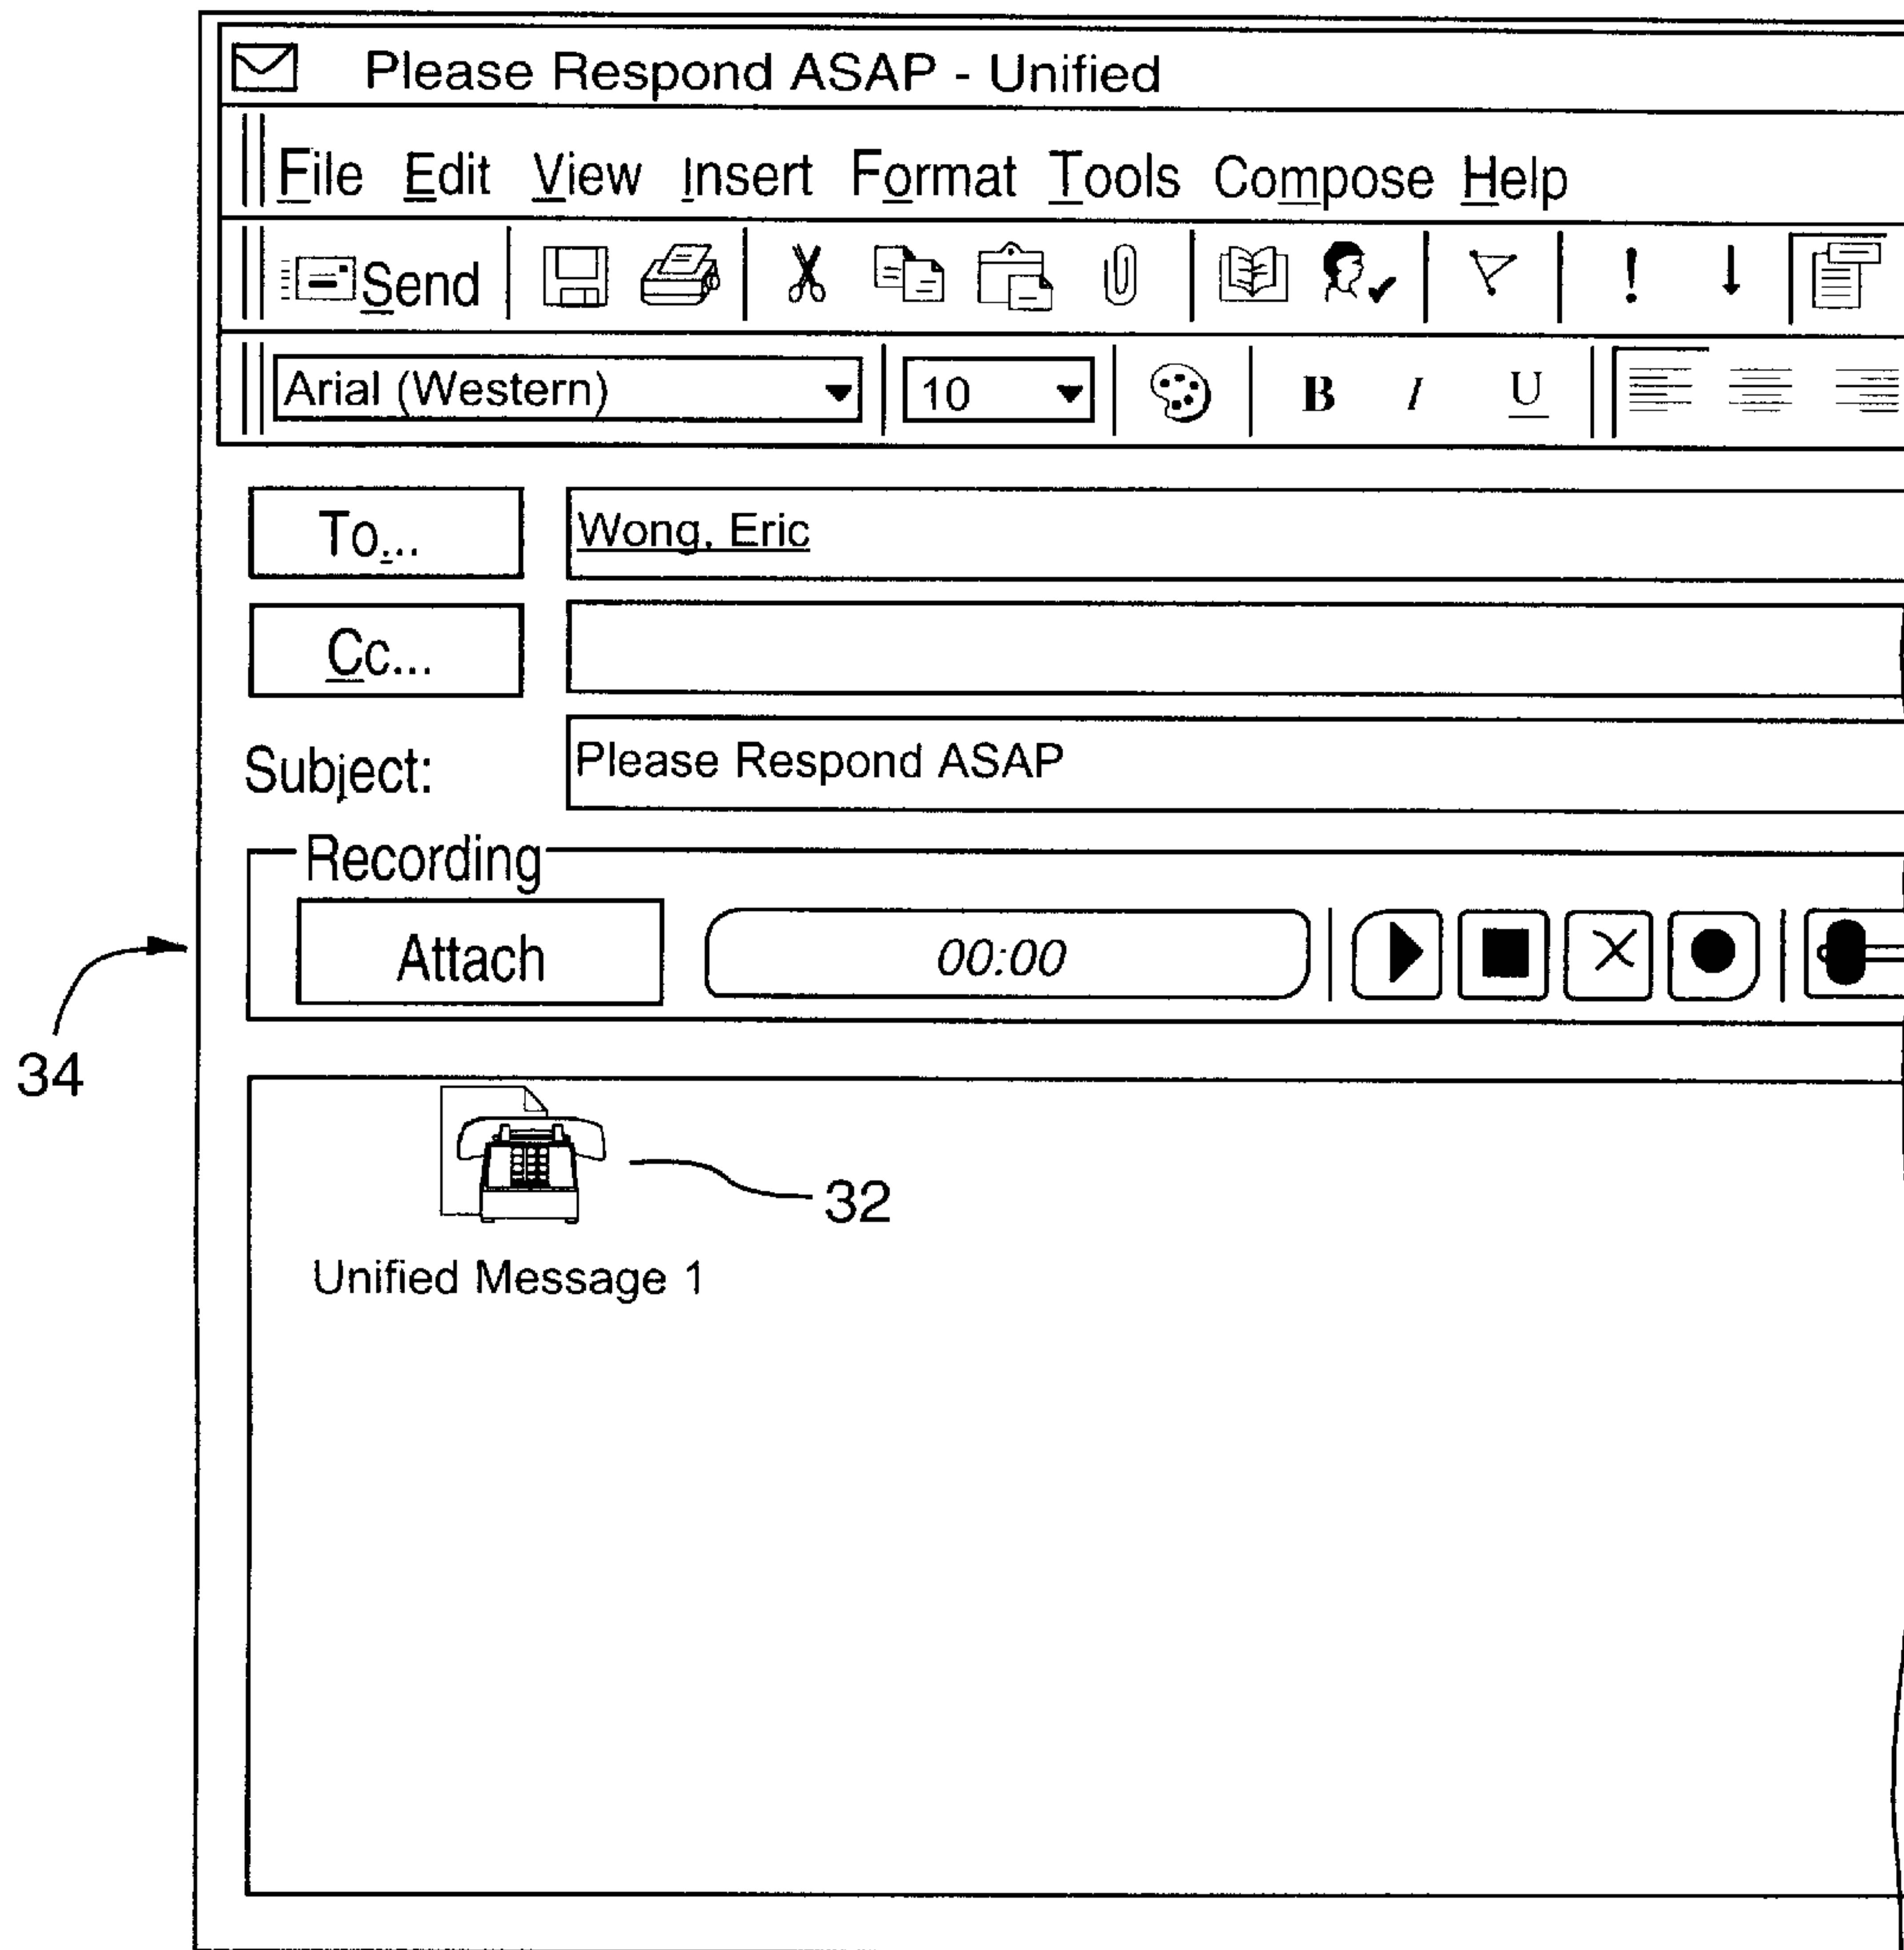 Please Respond ASAP - Unified
File Edit View Insert Format Tools Compose Help
Send
Arial (Western) 10 B I U
To...
Wong, Eric
Cc...
Subject: Please Respond ASAP
Recording
Attach 00:00
34
32
Unified Message 1